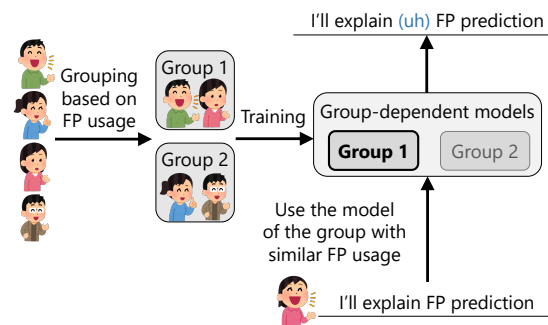 I'll explain (uh) FP prediction
Grouping
based on
FP usage
Group 1
Group 2
Training
Group-dependent models
Group 1
Group 2
Use the model
of the group with
similar FP usage
I'll explain FP prediction